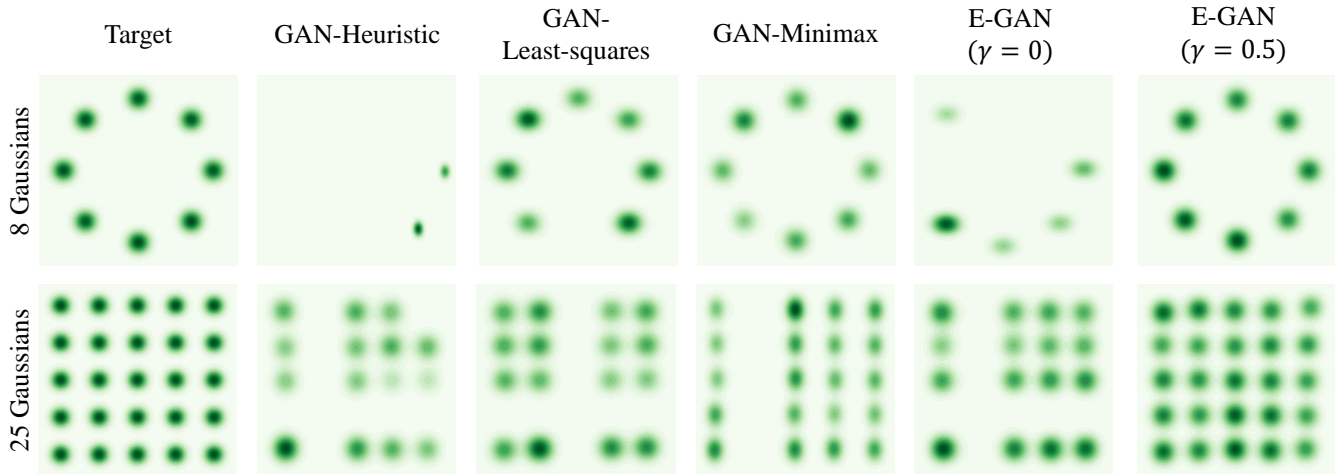 Target
GAN-Heuristic
GAN-
Least-squares
GAN-Minimax
E-GAN
(γ = 0)
E-GAN
(γ = 0.5)
8 Gaussians
25 Gaussians